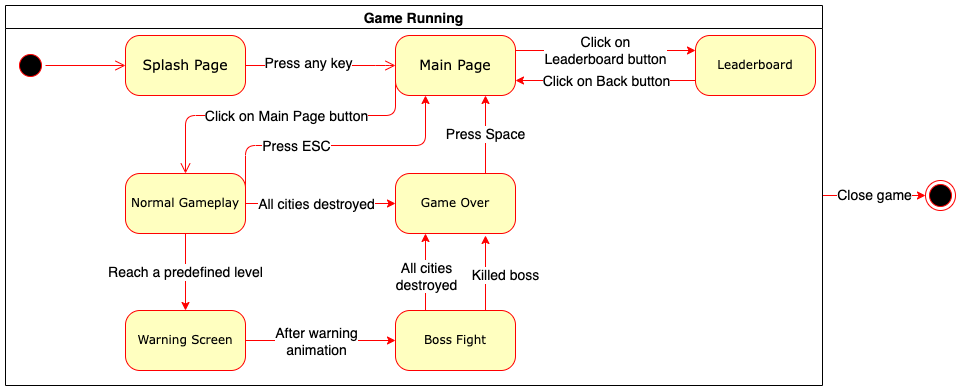 Game Running
Splash Page
Press any key
Main Page
Click on
Leaderboard button
Click on Back button
Leaderboard
Click on Main Page button
Press ESC
Press Space
Normal Gameplay
All cities destroyed
Game Over
Close game
Reach a predefined level
All cities
destroyed
Killed boss
Warning Screen
After warning
animation
Boss Fight